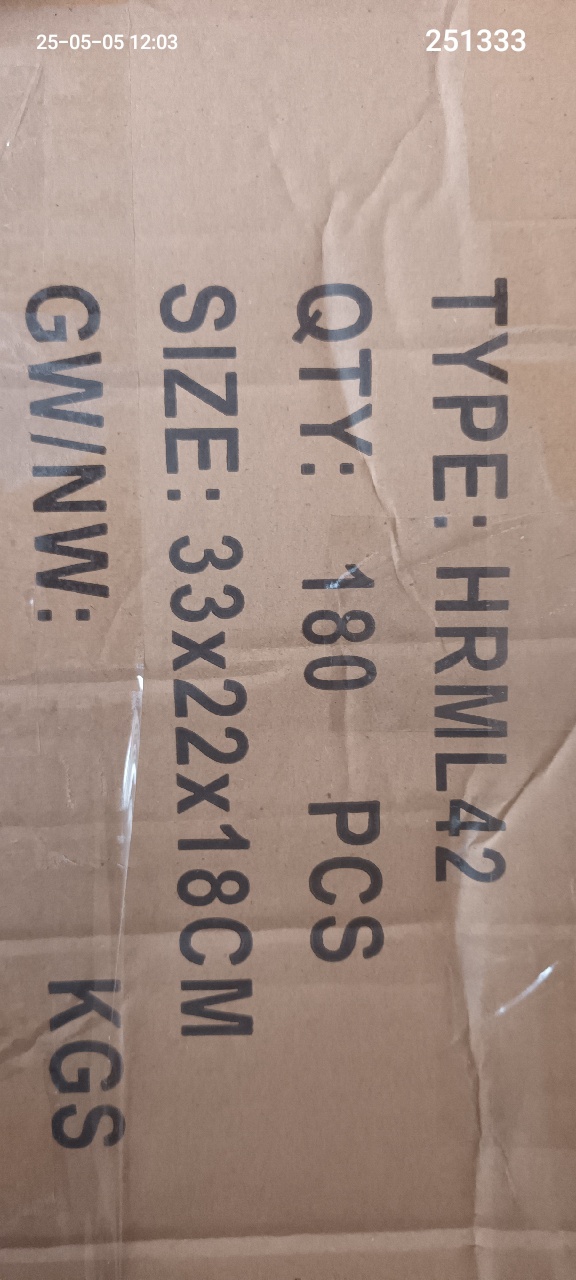 25-05-05 12:03
251333
TYPE: HRML42
QTY: 180 PCS
SIZE: 33x22x18CM
GW/NW: KGS